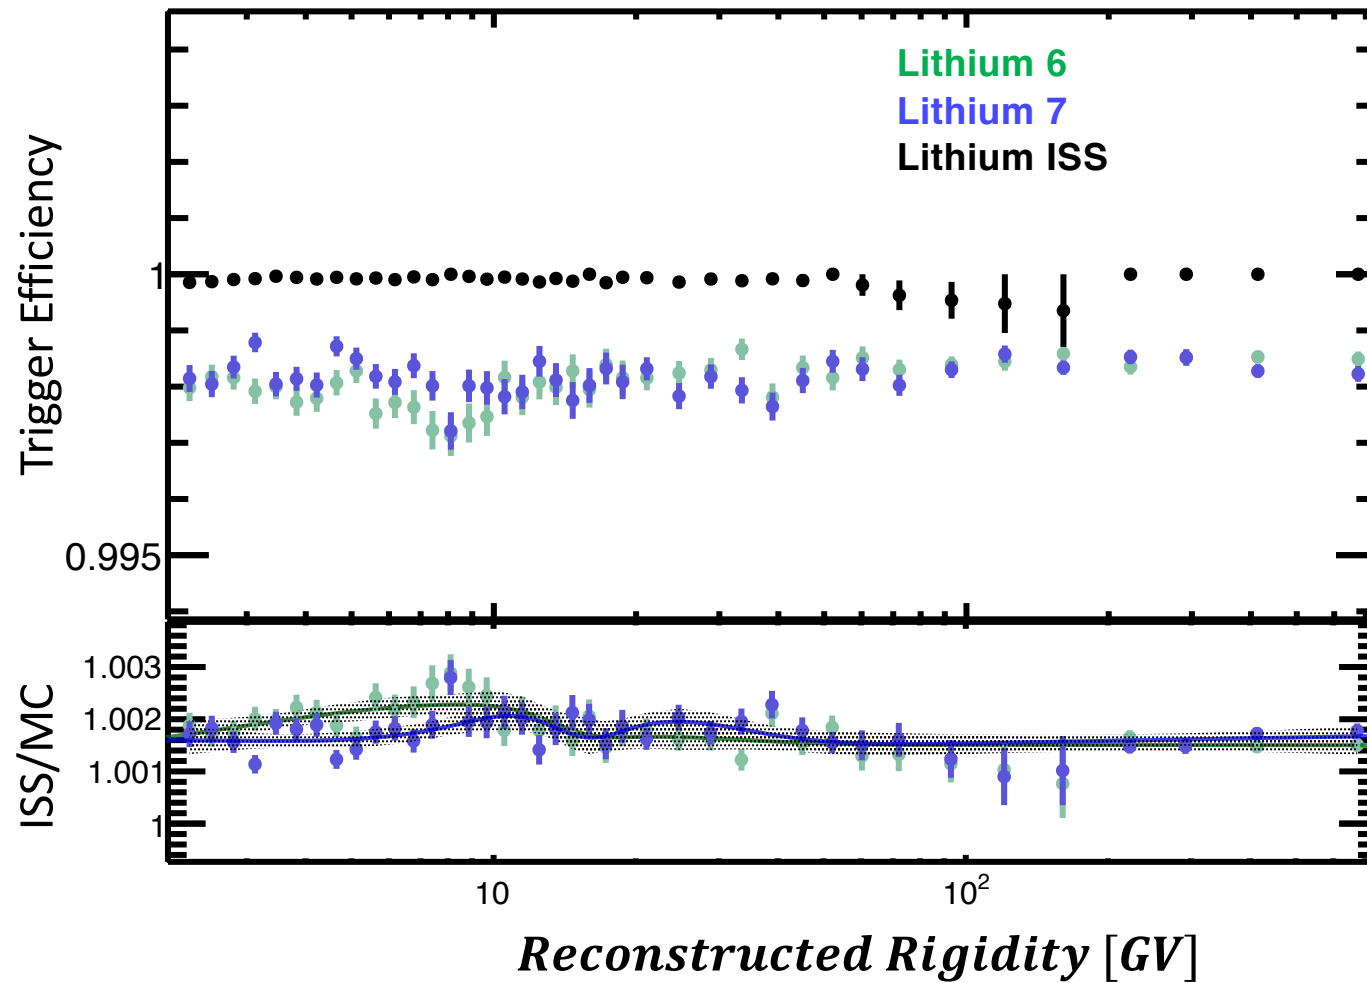 Lithium 6
Lithium 7
Lithium ISS
Trigger Efficiency
1
0.995
ISS/MC
1.003
1.002
1.001
1
10
10²
Reconstructed Rigidity [GV]